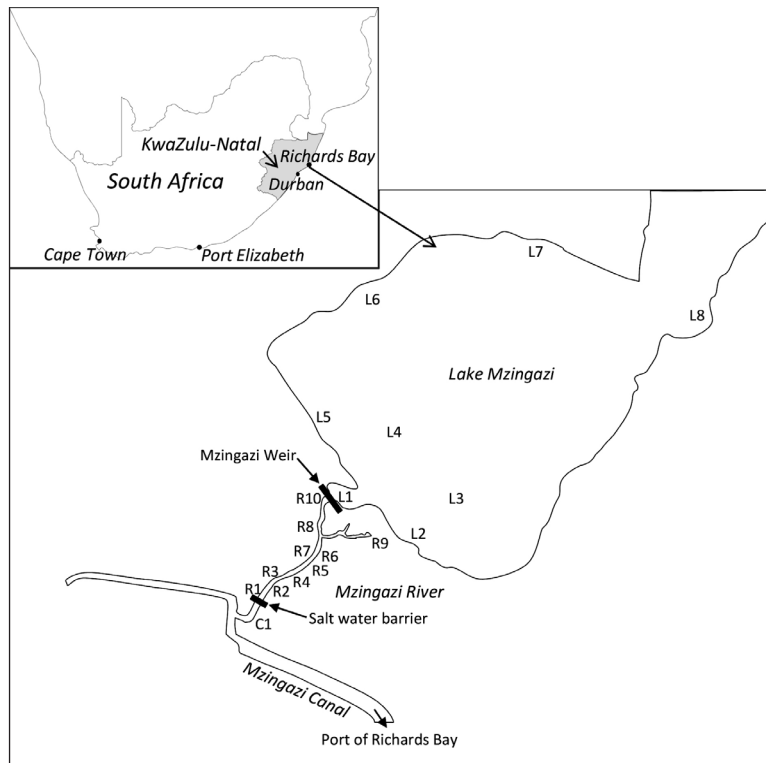 KwaZulu-Natal
Richards Bay
South Africa
Durban
Cape Town
Port Elizabeth
L7
L6
L8
Lake Mzingazi
L5
L4
Mzingazi Weir
R10
L1
L3
R8
L2
R9
R7
R6
R3
R5
R4
R1
R2
Mzingazi River
C1
Salt water barrier
Mzingazi Canal
Port of Richards Bay